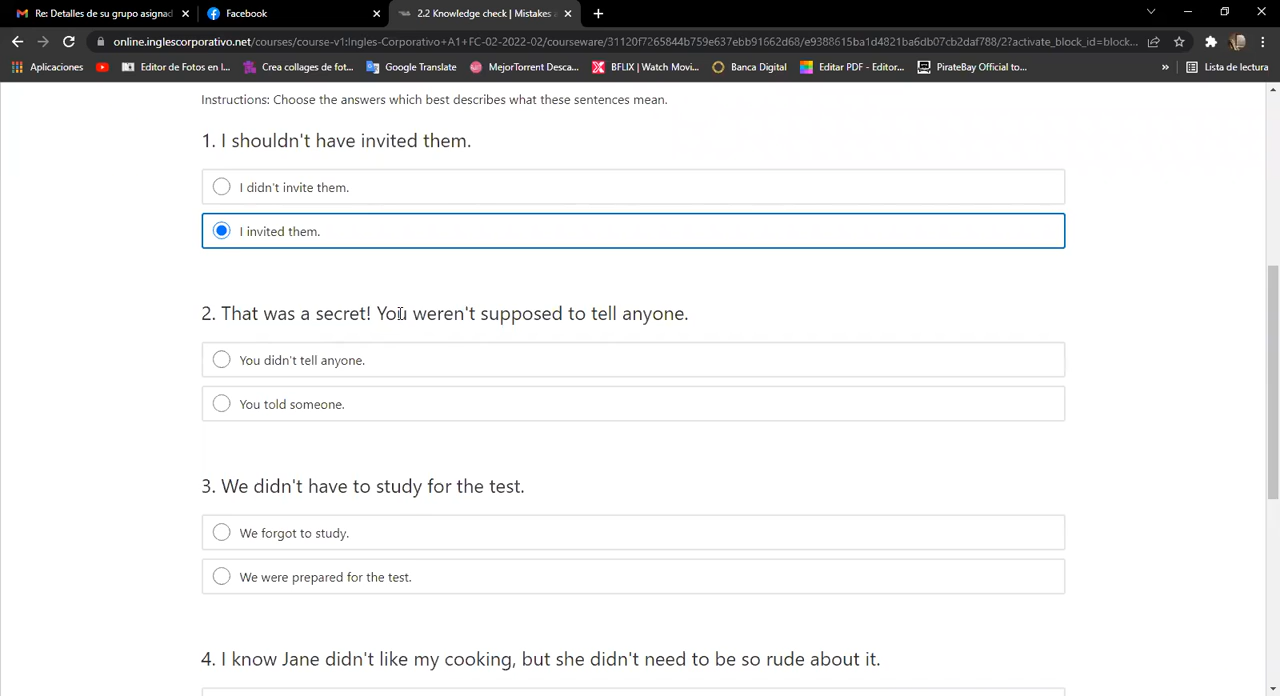 Re: Detalles de su grupo asignad
Facebook
2.2 Knowledge check | Mistakes
online.inglescorporativo.net/courses/course-v1:Ingles-Corporativo+A1+FC-02-2022-02/courseware/31120f7265844b759e637ebb91662d68/e9388615ba1d4821ba6db07cb2daf788/2?activate_block_id=block...
Aplicaciones
Editor de Fotos en l...
Crea collages de fot...
Google Translate
MejorTorrent Desca...
BFLIX | Watch Movi...
Banca Digital
Editar PDF - Editor...
PirateBay Official to...
»
Lista de lectura
Instructions: Choose the answers which best describes what these sentences mean.
1. I shouldn't have invited them.
I didn't invite them.
I invited them.
2. That was a secret! You weren't supposed to tell anyone.
You didn't tell anyone.
You told someone.
3. We didn't have to study for the test.
We forgot to study.
We were prepared for the test.
4. I know Jane didn't like my cooking, but she didn't need to be so rude about it.